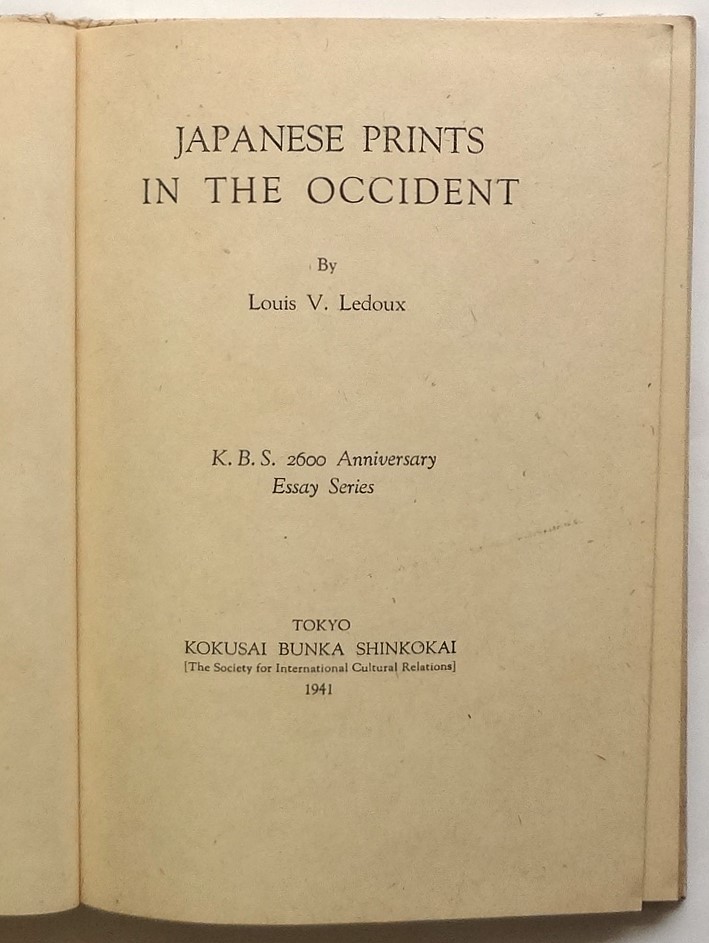 JAPANESE PRINTS
IN THE OCCIDENT
By
Louis V. Ledoux
K. B. S. 2600 Anniversary
Essay Series
TOKYO
KOKUSAI BUNKA SHINKOKAI
[The Society for International Cultural Relations]
1941